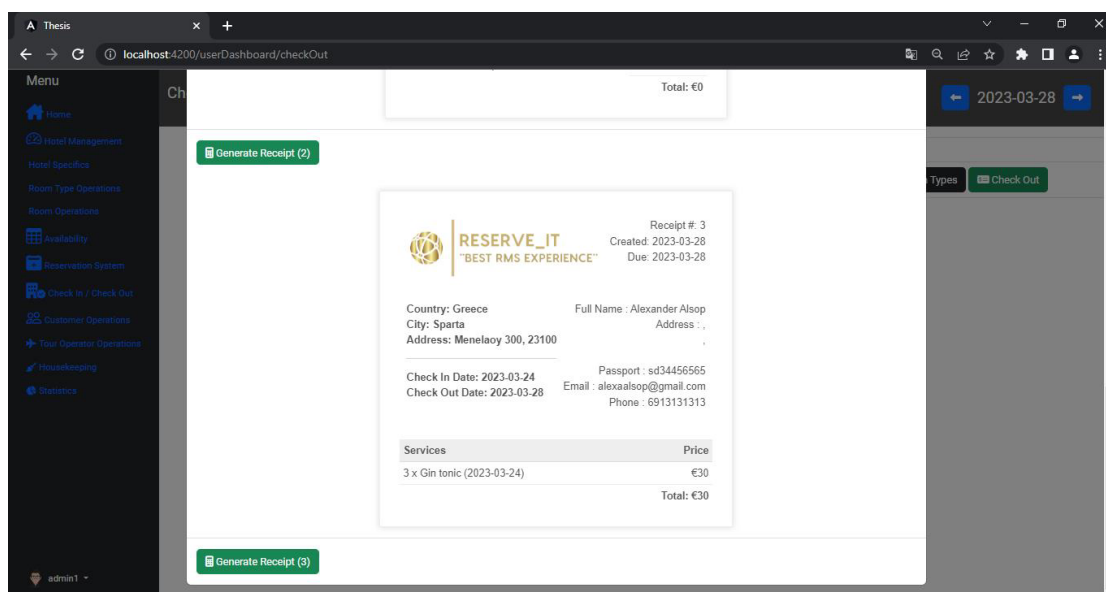 Thesis
localhost:4200/userDashboard/checkOut
Menu
Home
Hotel Management
Hotel Specifics
Room Type Operations
Room Operations
Availability
Reservation System
Check In / Check Out
Customer Operations
Tour Operator Operations
Housekeeping
Statistics
admin1
Ch
2023-03-28
Types
Check Out
Total: €0
Generate Receipt (2)
RESERVE_IT
"BEST RMS EXPERIENCE"
Receipt #: 3
Created: 2023-03-28
Due: 2023-03-28
Country: Greece
City: Sparta
Address: Menelaoy 300, 23100
Full Name : Alexander Alsop
Address : ,
,
Check In Date: 2023-03-24
Check Out Date: 2023-03-28
Passport : sd34456565
Email : alexaalsop@gmail.com
Phone : 6913131313
Services Price
3 x Gin tonic (2023-03-24) €30
Total: €30
Generate Receipt (3)